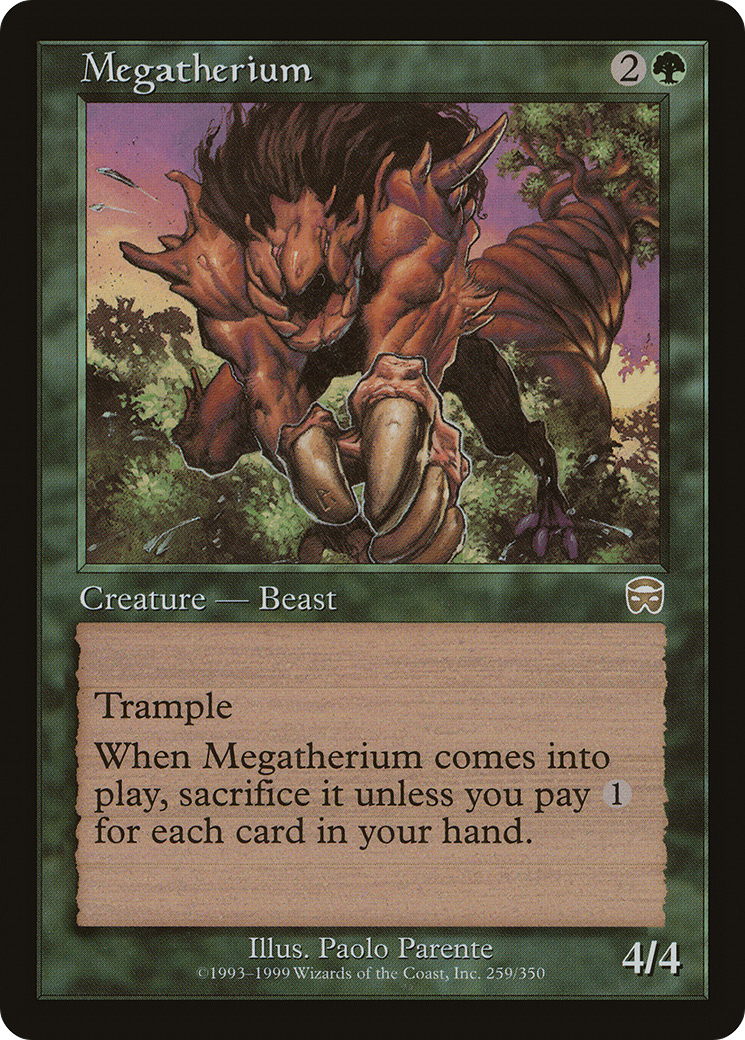 Megatherium 2
Creature — Beast
Trample
When Megatherium comes into
play, sacrifice it unless you pay 1
for each card in your hand.
Illus. Paolo Parente
©1993–1999 Wizards of the Coast, Inc. 259/350
4/4